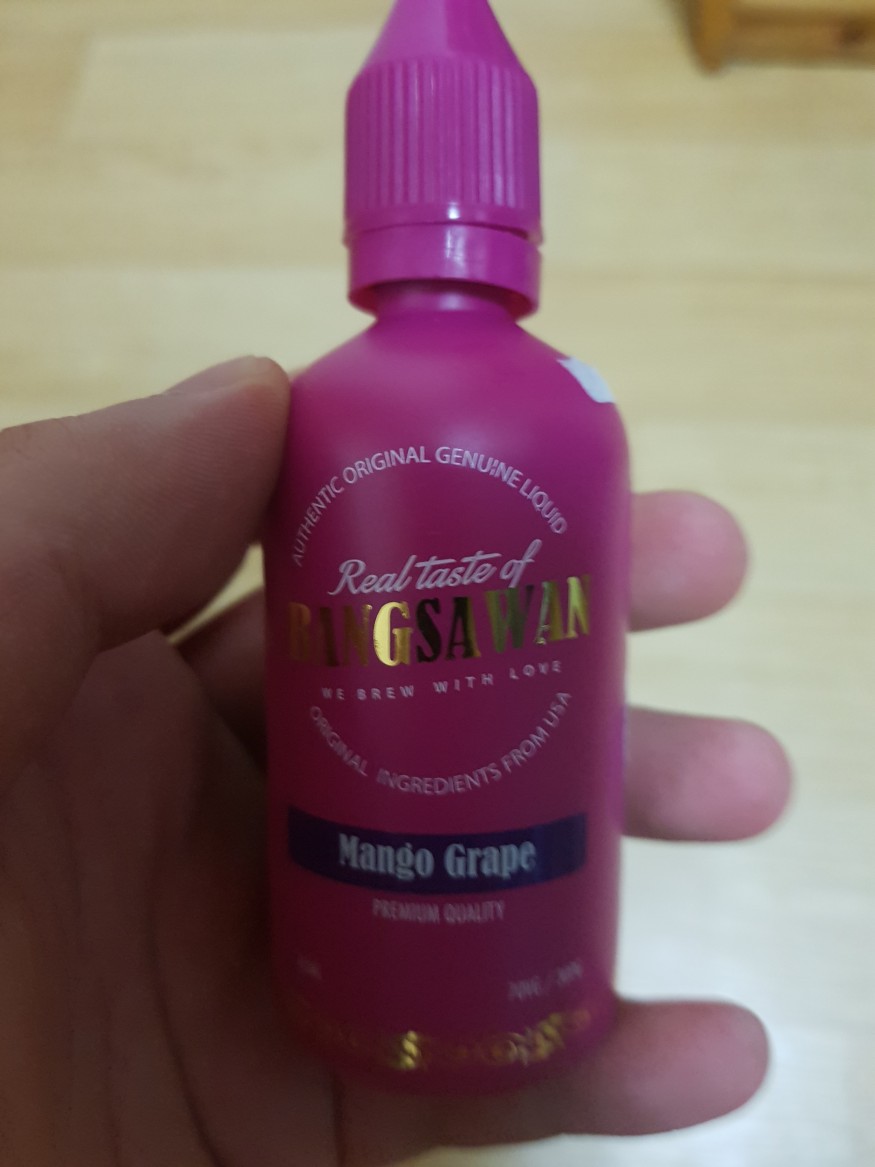 AUTHENTIC ORIGINAL GENUINE LIQUID
Real taste of
BANGSAWAN
WE BREW WITH LOVE
ORIGINAL INGREDIENTS FROM USA
Mango Grape
PREMIUM QUALITY